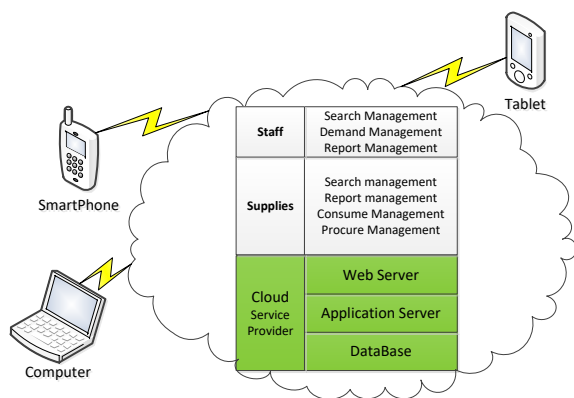 Tablet
SmartPhone
Computer
Staff
Search Management
Demand Management
Report Management
Supplies
Search management
Report management
Consume Management
Procure Management
Cloud
Service
Provider
Web Server
Application Server
DataBase